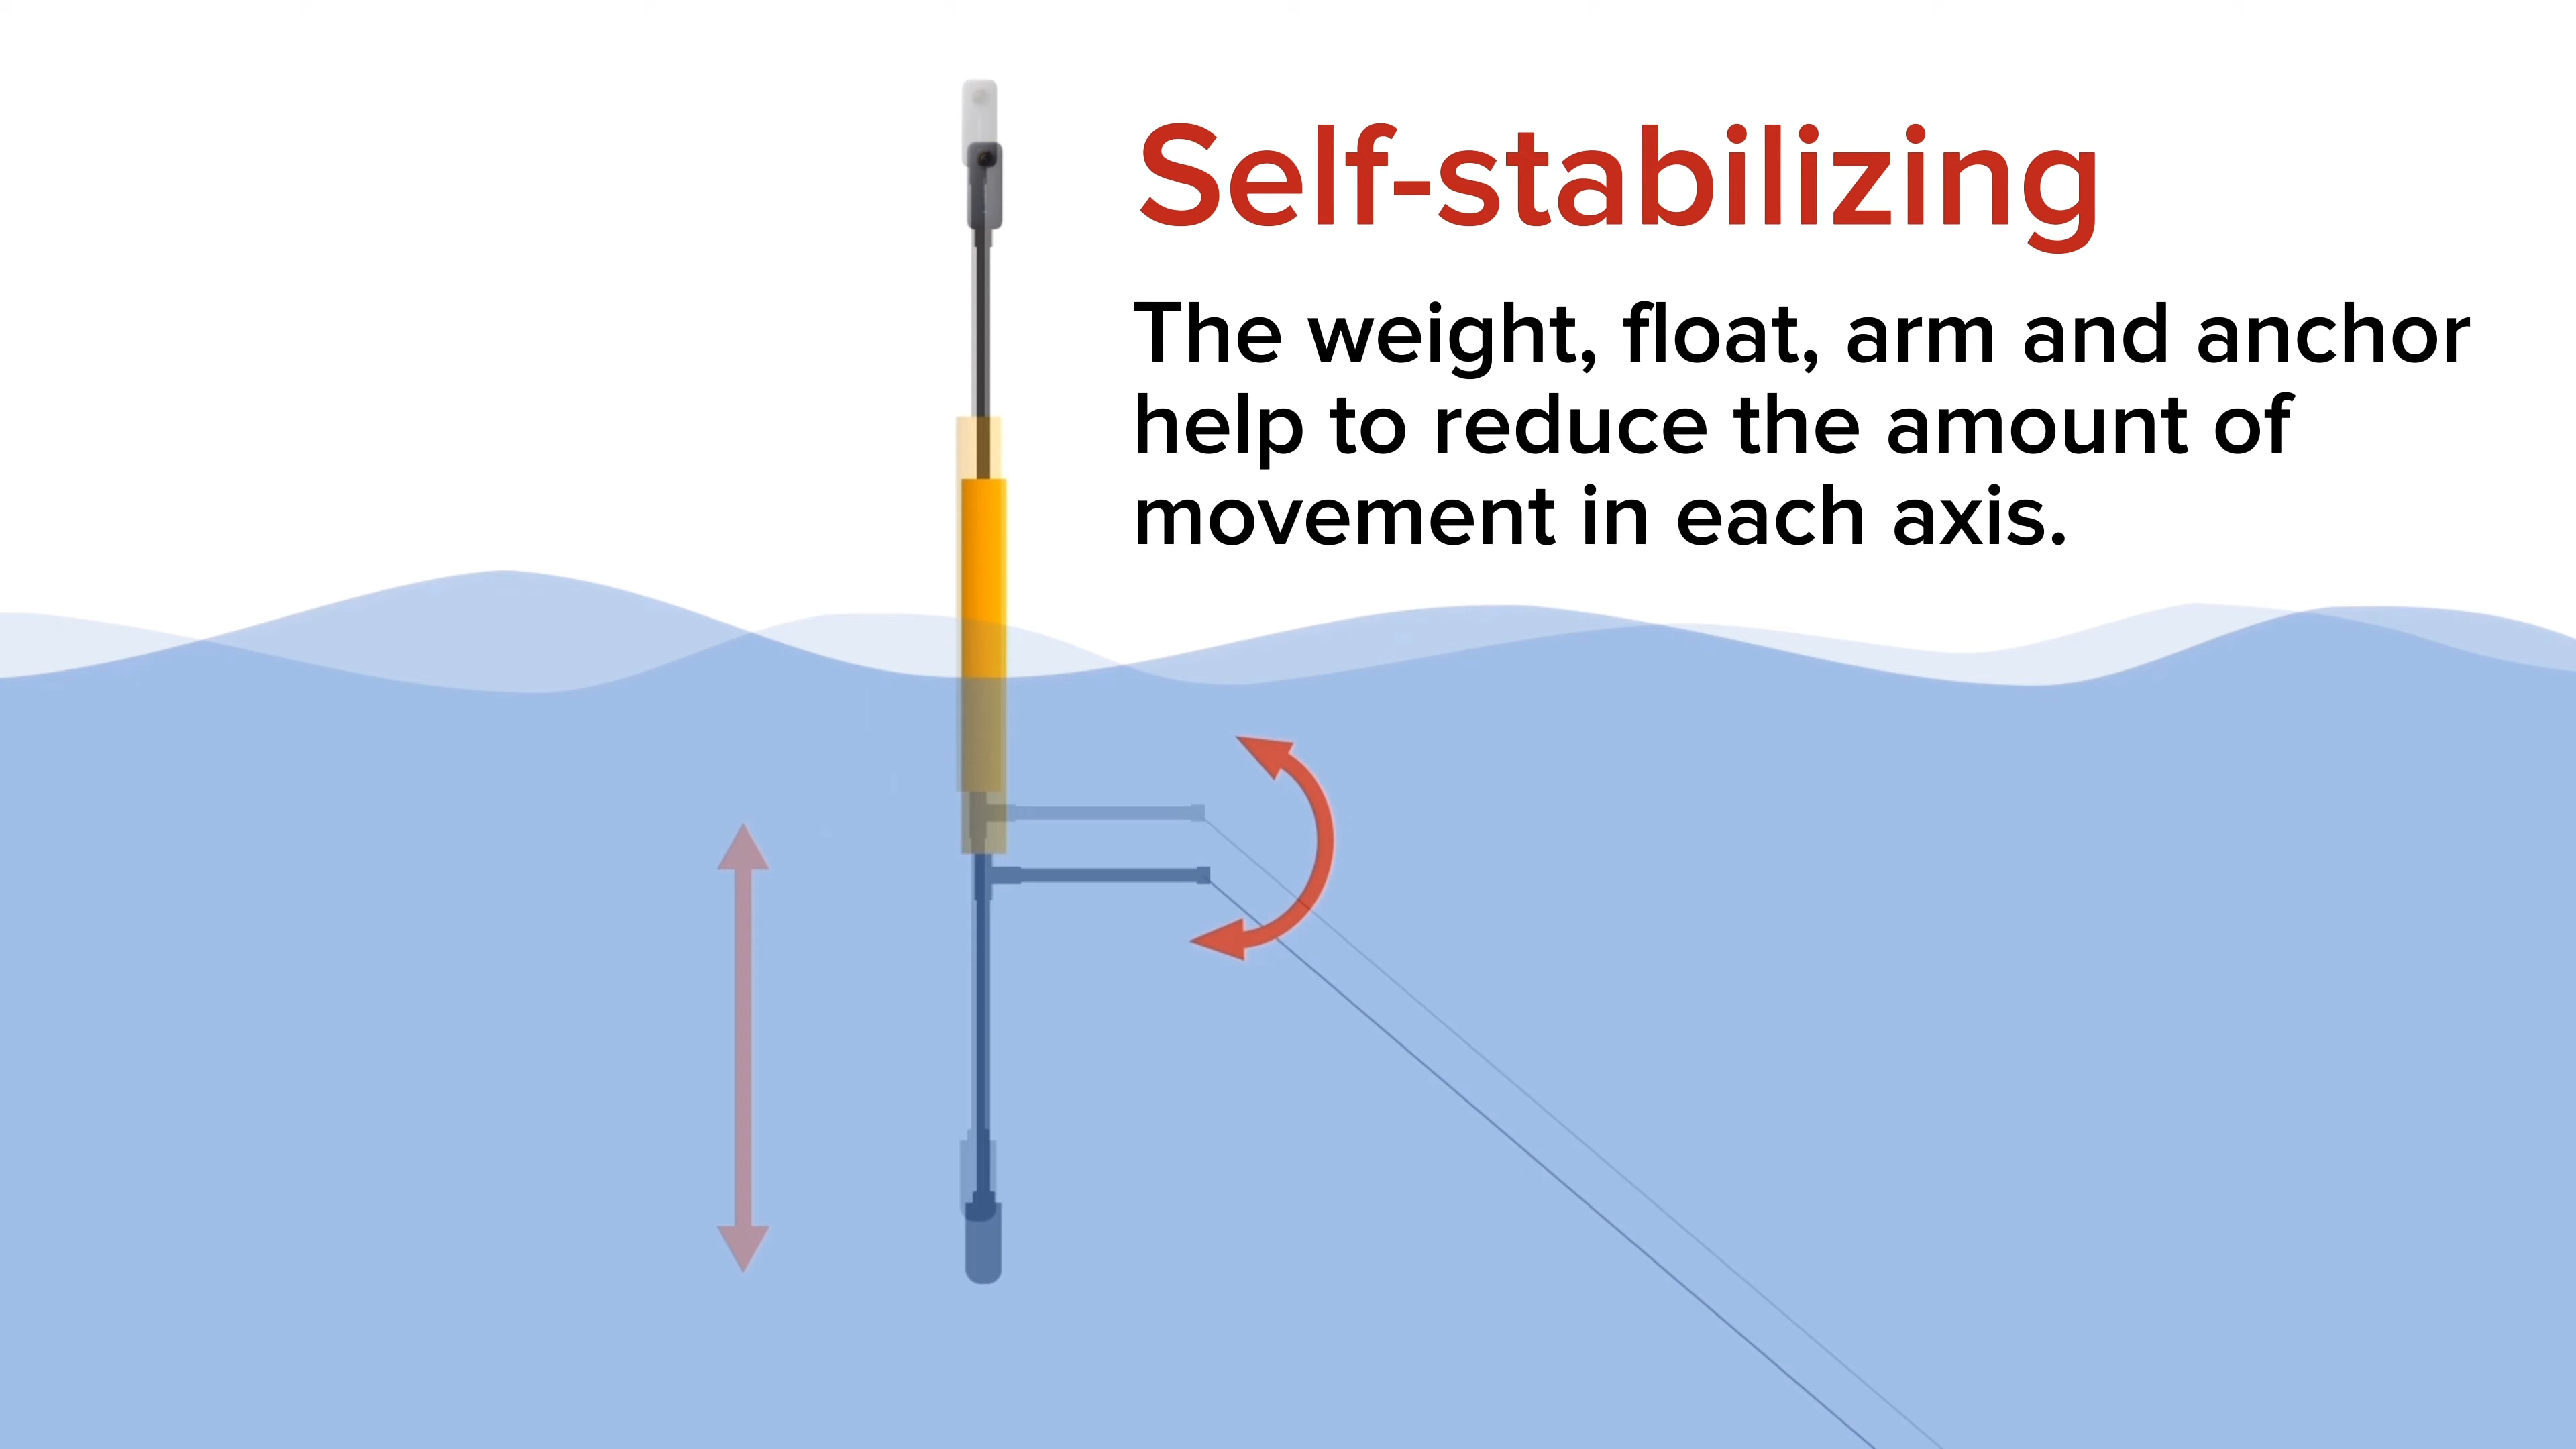 Self-stabilizing
The weight, float, arm and anchor
help to reduce the amount of
movement in each axis.